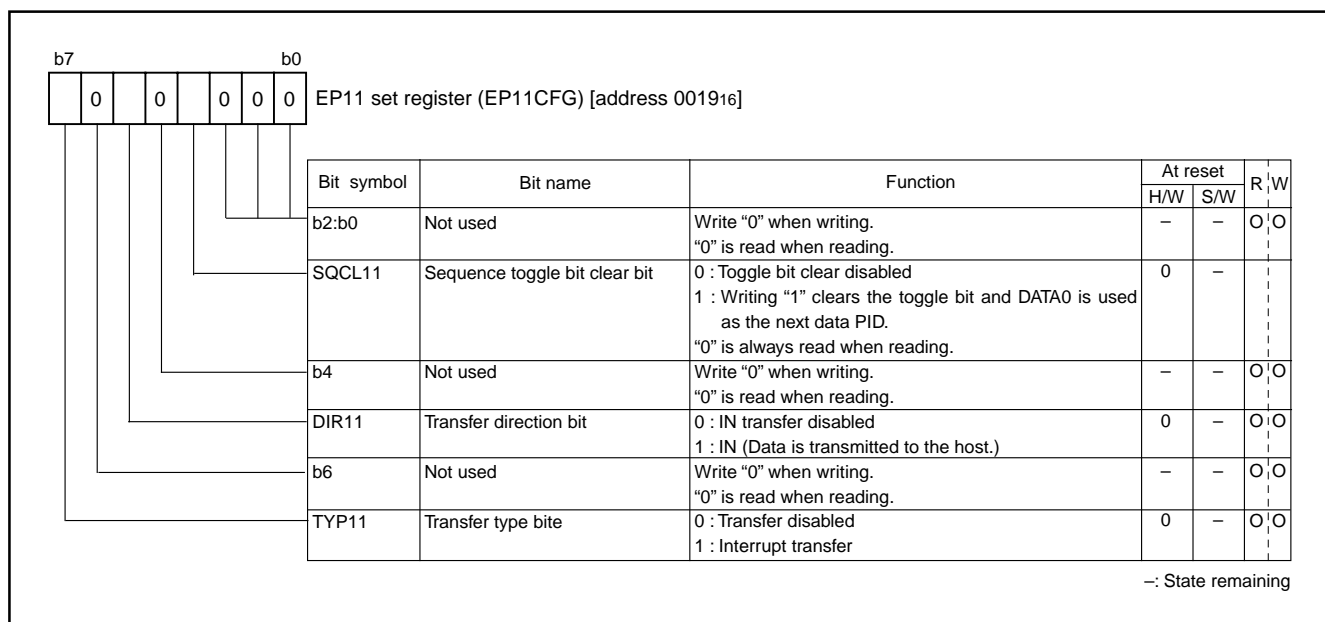 b7 b0
0 0 0 0 0 EP11 set register (EP11CFG) [address 001916]
Bit symbol Bit name Function At reset R W
H/W S/W
b2:b0 Not used Write “0” when writing. – – O O
“0” is read when reading.
SQCL11 Sequence toggle bit clear bit 0 : Toggle bit clear disabled 0 –
1 : Writing “1” clears the toggle bit and DATA0 is used
as the next data PID.
“0” is always read when reading.
b4 Not used Write “0” when writing. – – O O
“0” is read when reading.
DIR11 Transfer direction bit 0 : IN transfer disabled 0 – O O
1 : IN (Data is transmitted to the host.)
b6 Not used Write “0” when writing. – – O O
“0” is read when reading.
TYP11 Transfer type bite 0 : Transfer disabled 0 – O O
1 : Interrupt transfer
–: State remaining